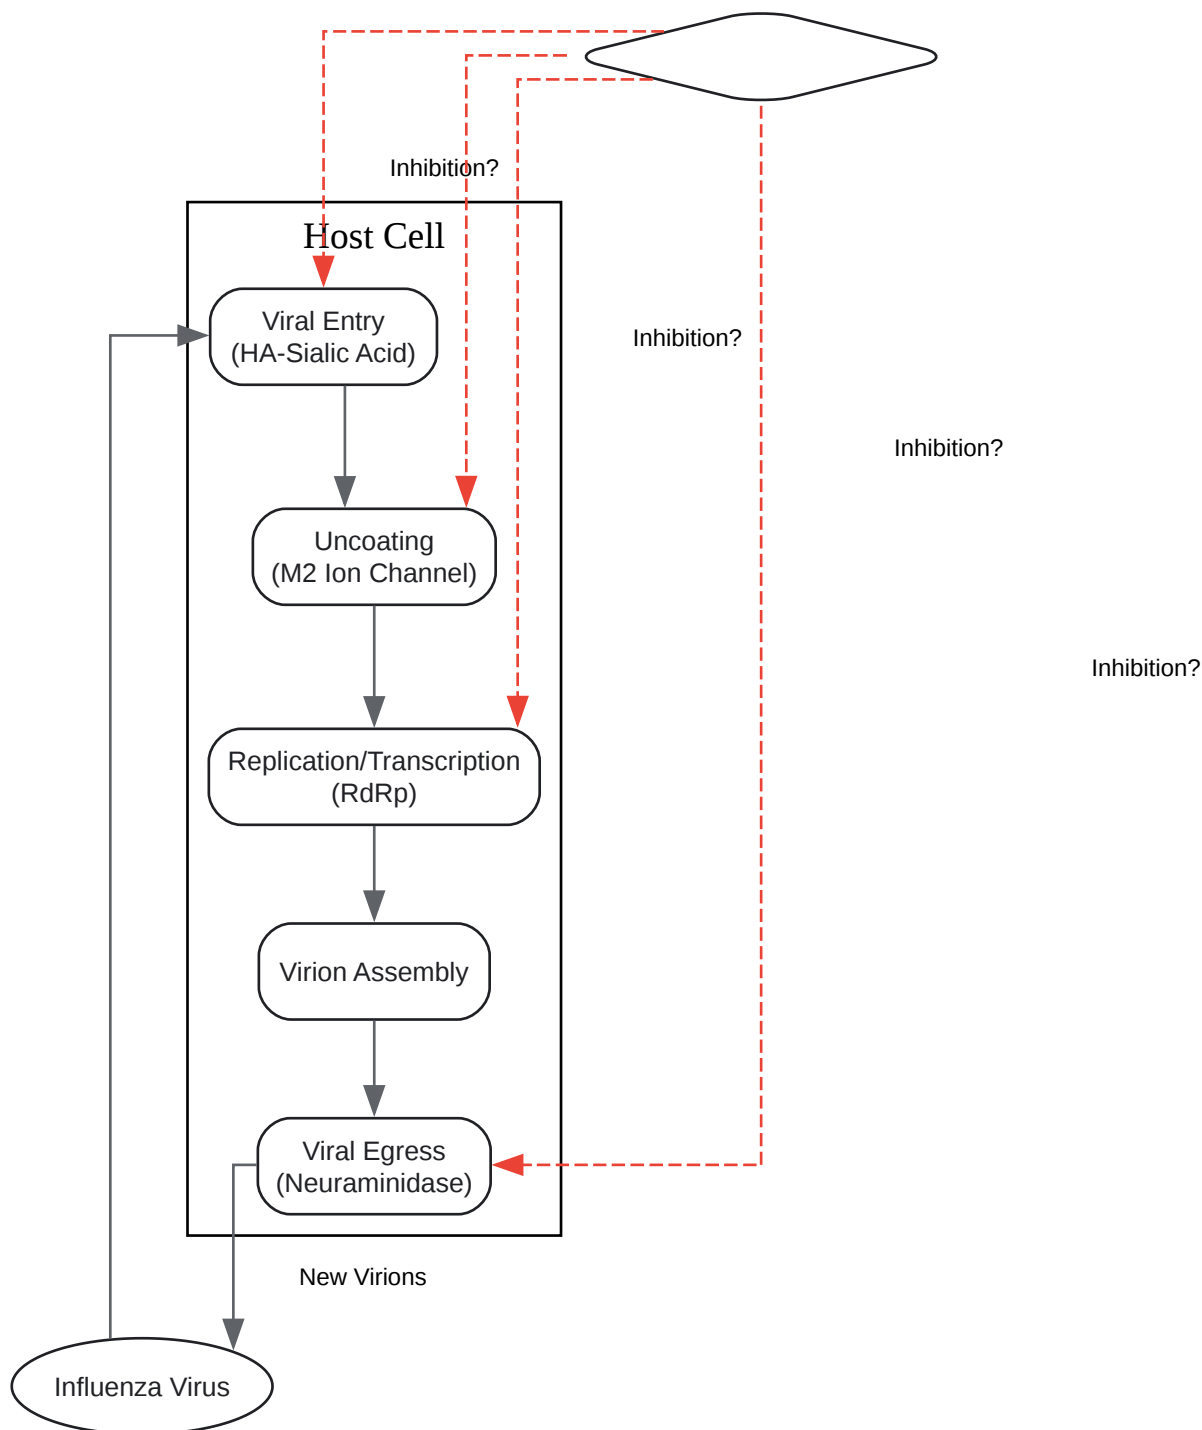 Inhibition?
Host Cell
Viral Entry
(HA-Sialic Acid)
Inhibition?
Inhibition?
Uncoating
(M2 Ion Channel)
Inhibition?
Replication/Transcription
(RdRp)
Virion Assembly
Viral Egress
(Neuraminidase)
New Virions
Influenza Virus